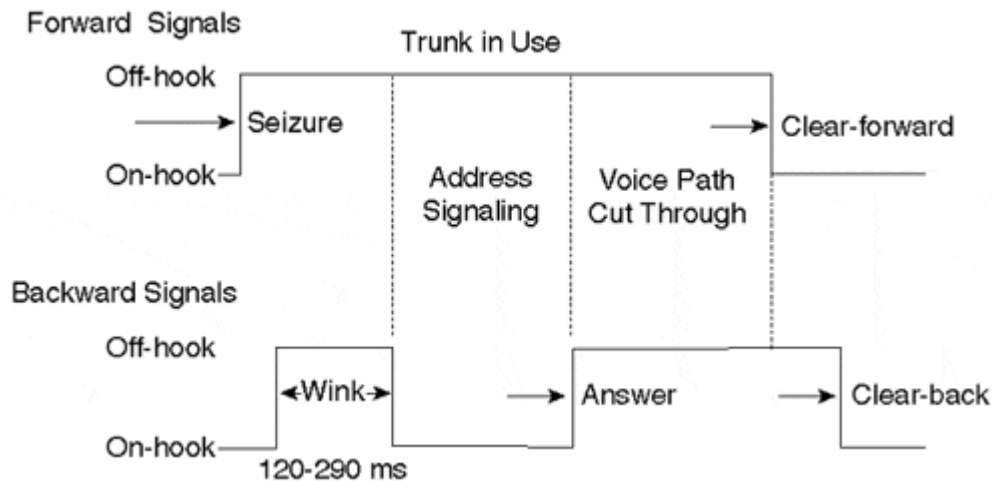 Forward Signals
Trunk in Use
Off-hook
Seizure
Clear-forward
On-hook
Address
Signaling
Voice Path
Cut Through
Backward Signals
Off-hook
Wink
Answer
Clear-back
On-hook
120-290 ms